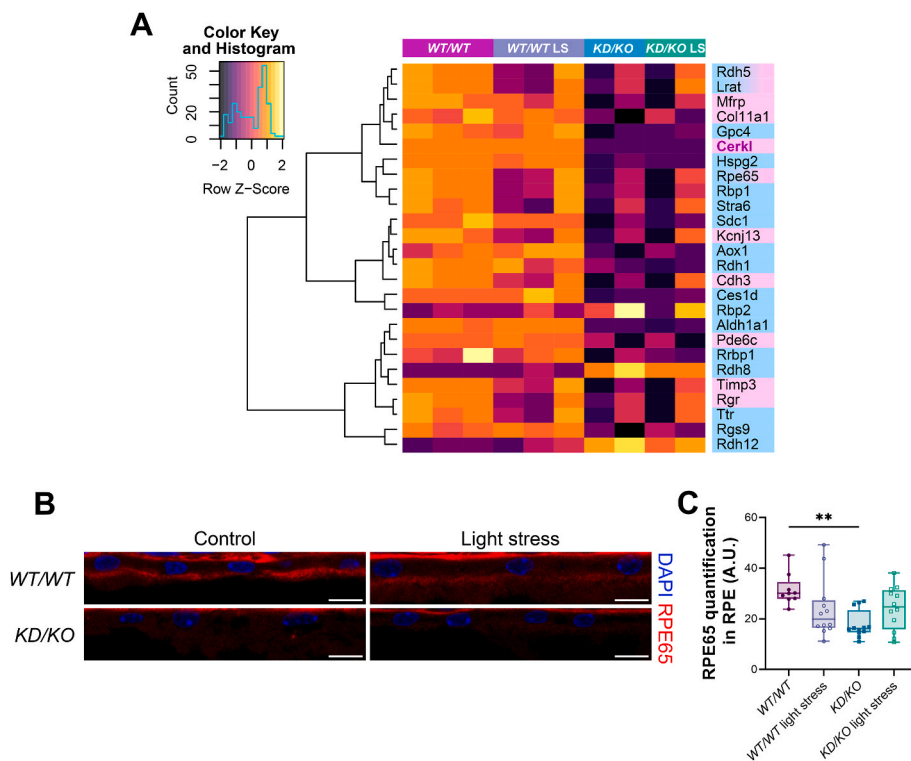 A
Color Key
and Histogram
Count
50
20
0
−2
0
1
2
Row Z−Score
WT/WT
WT/WT LS
KD/KO
KD/KO LS
Rdh5
Lrat
Mfrp
Col11a1
Gpc4
Cerkl
Hspg2
Rpe65
Rbp1
Stra6
Sdc1
Kcnj13
Aox1
Rdh1
Cdh3
Ces1d
Rbp2
Aldh1a1
Pde6c
Rrbp1
Rdh8
Timp3
Rgr
Ttr
Rgs9
Rdh12
B
Control
Light stress
WT/WT
KD/KO
DAPI RPE65
C
RPE65 quantification
in RPE (A.U.)
60
40
20
0
**
WT/WT
WT/WT light stress
KD/KO
KD/KO light stress